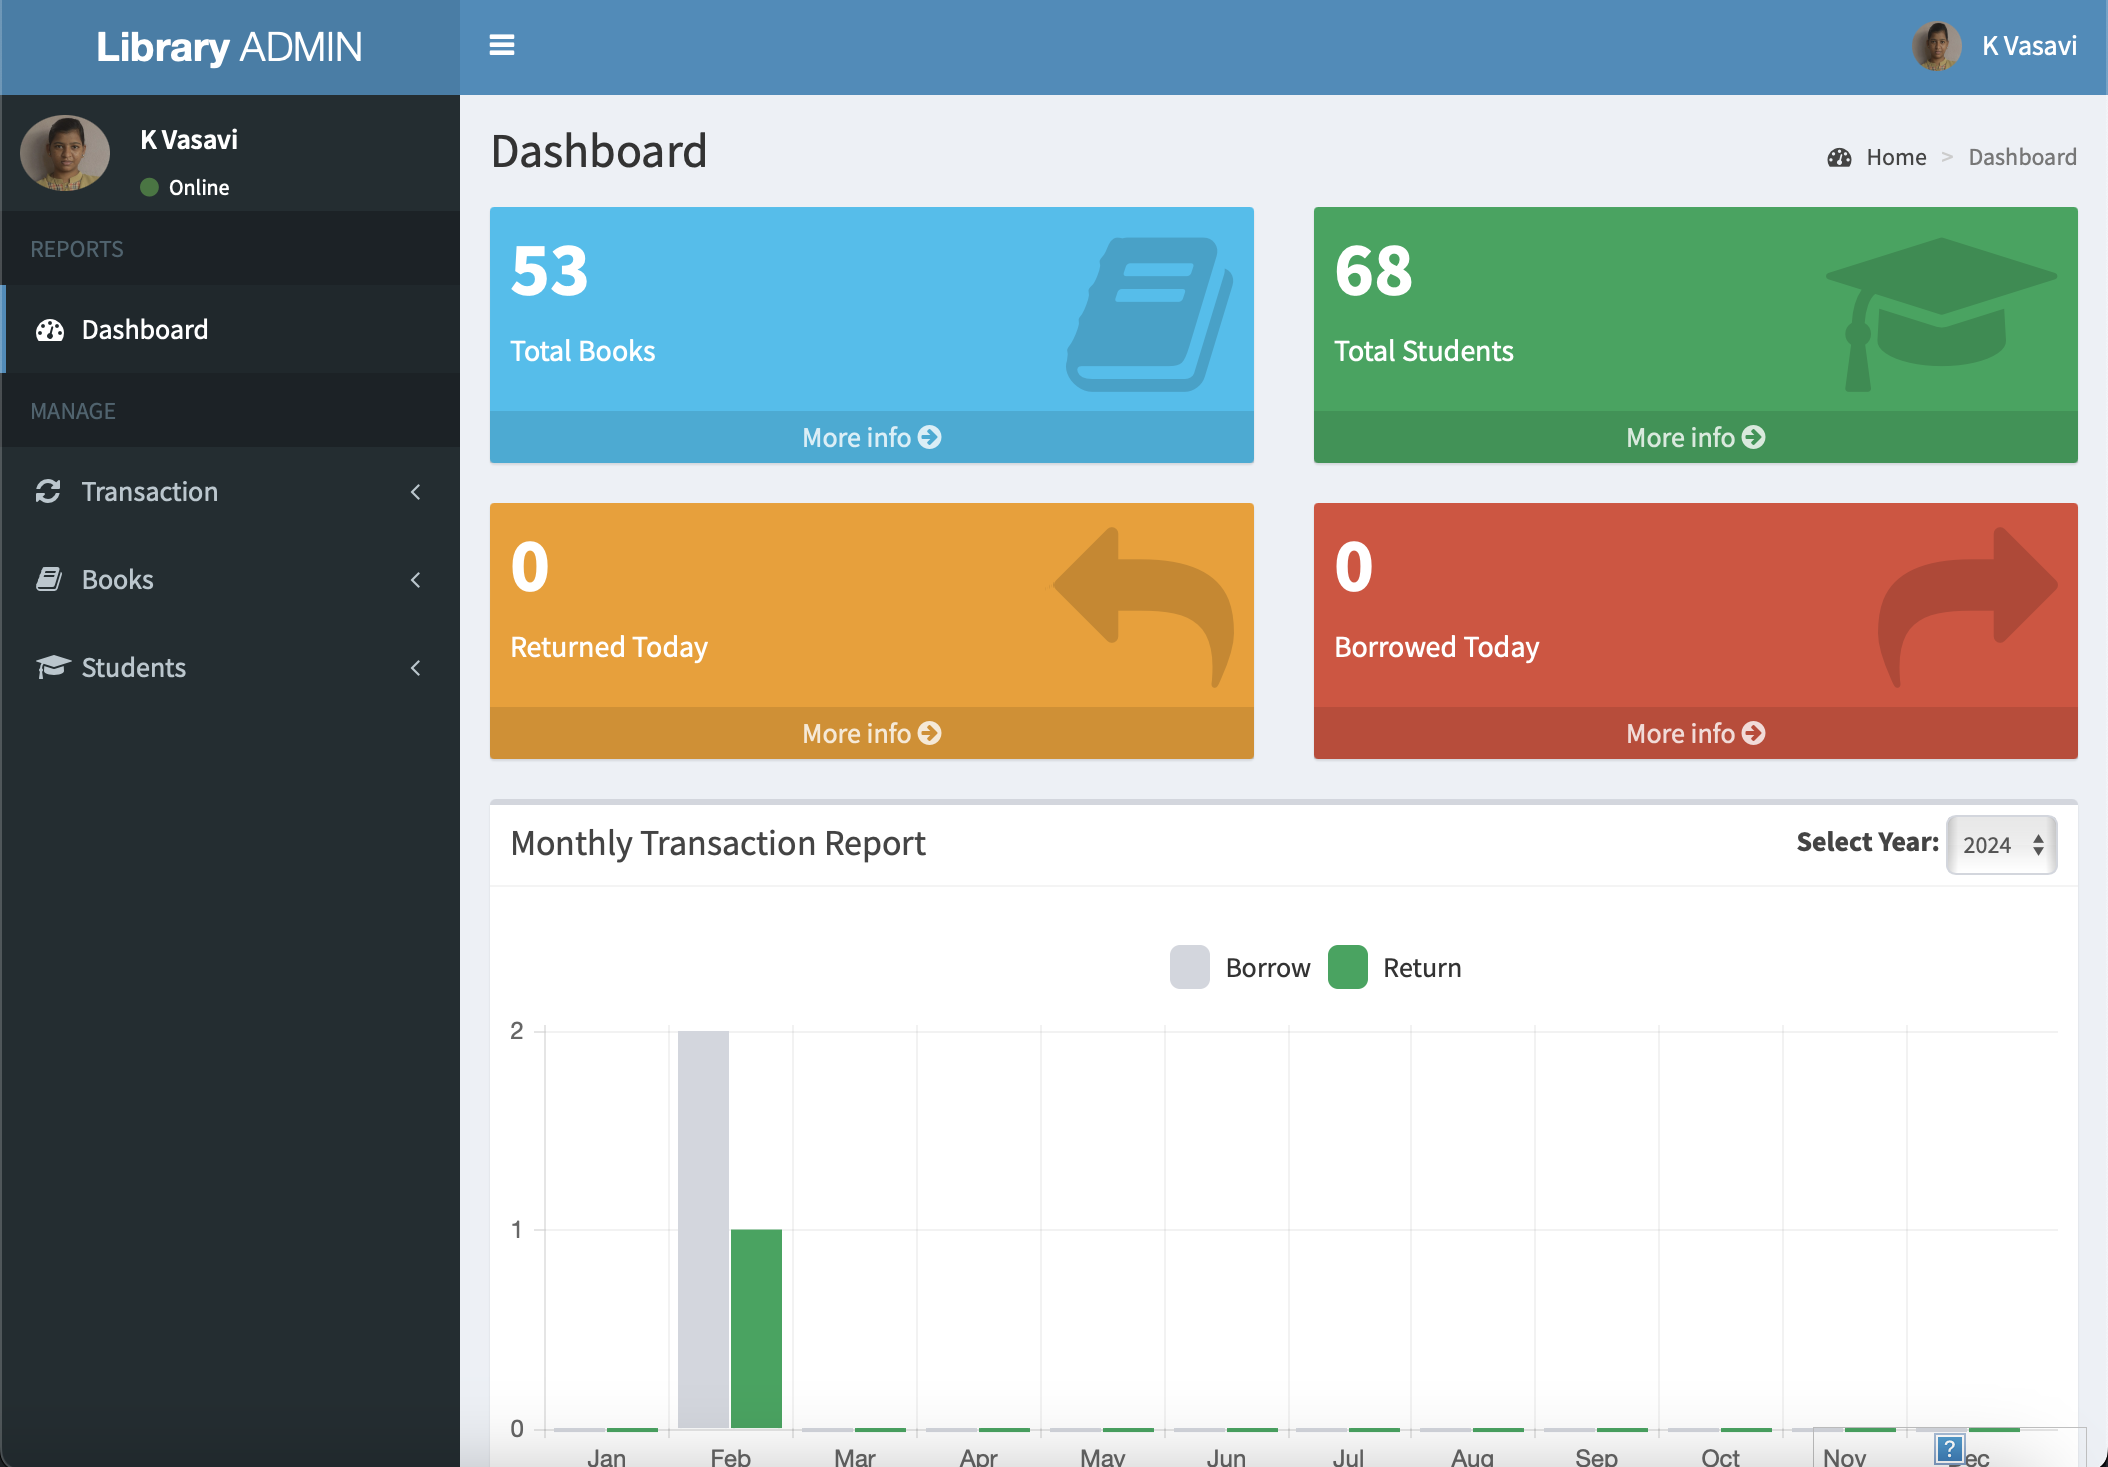 Library ADMIN
K Vasavi
K Vasavi
Online
REPORTS
Dashboard
MANAGE
Transaction
Books
Students
Dashboard
Home > Dashboard
53
Total Books
More info
68
Total Students
More info
0
Returned Today
More info
0
Borrowed Today
More info
Monthly Transaction Report
Select Year: 2024
Borrow Return
2
1
0
Jan Feb Mar Apr May Jun Jul Aug Sep Oct Nov ? ec